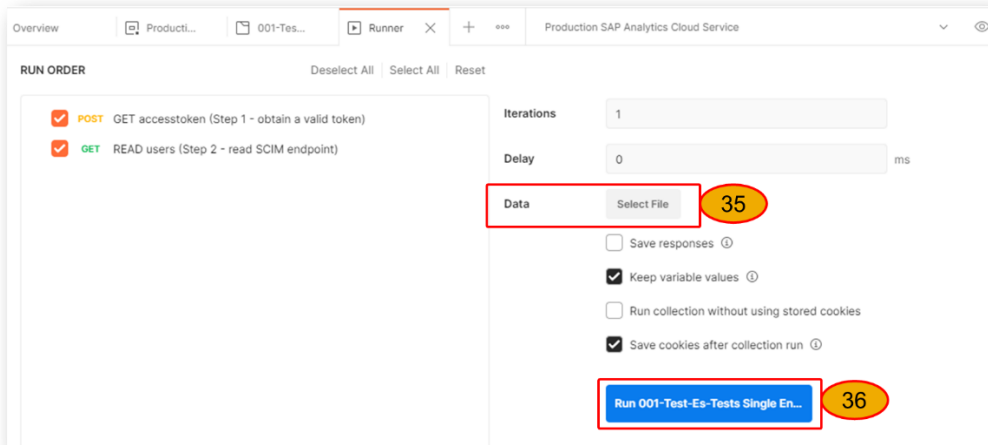 Overview
Producti...
001-Tes...
Runner
Production SAP Analytics Cloud Service
RUN ORDER
Deselect All
Select All
Reset
POST GET accesstoken (Step 1 - obtain a valid token)
GET READ users (Step 2 - read SCIM endpoint)
Iterations 1
Delay 0 ms
Data Select File 35
Save responses
Keep variable values
Run collection without using stored cookies
Save cookies after collection run
Run 001-Test-Es-Tests Single En... 36